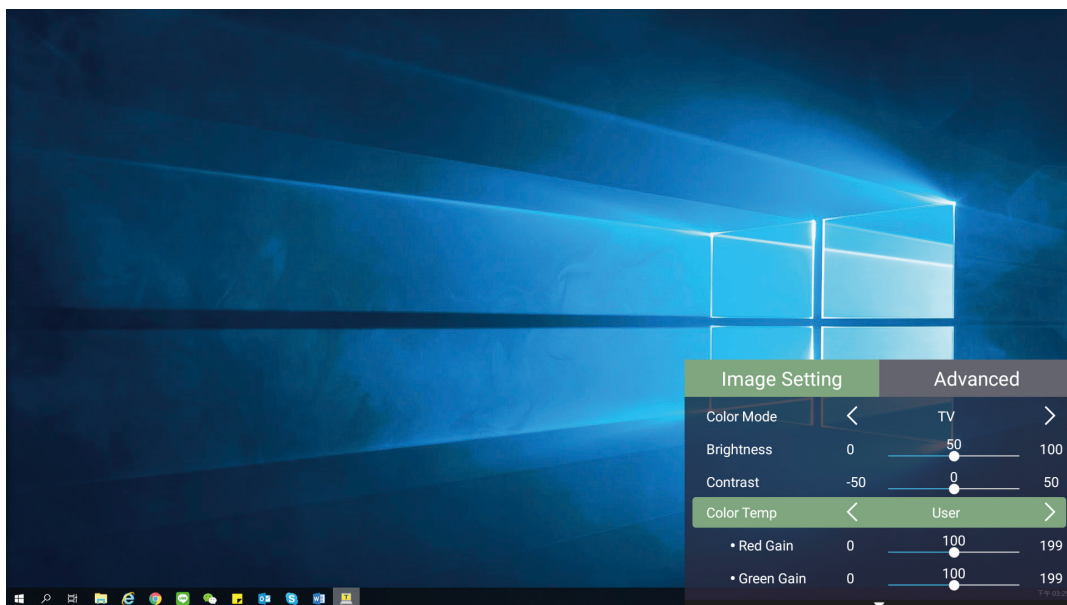 Image Setting Advanced
Color Mode TV
Brightness 0 50 100
Contrast -50 0 50
Color Temp User
• Red Gain 0 100 199
• Green Gain 0 100 199